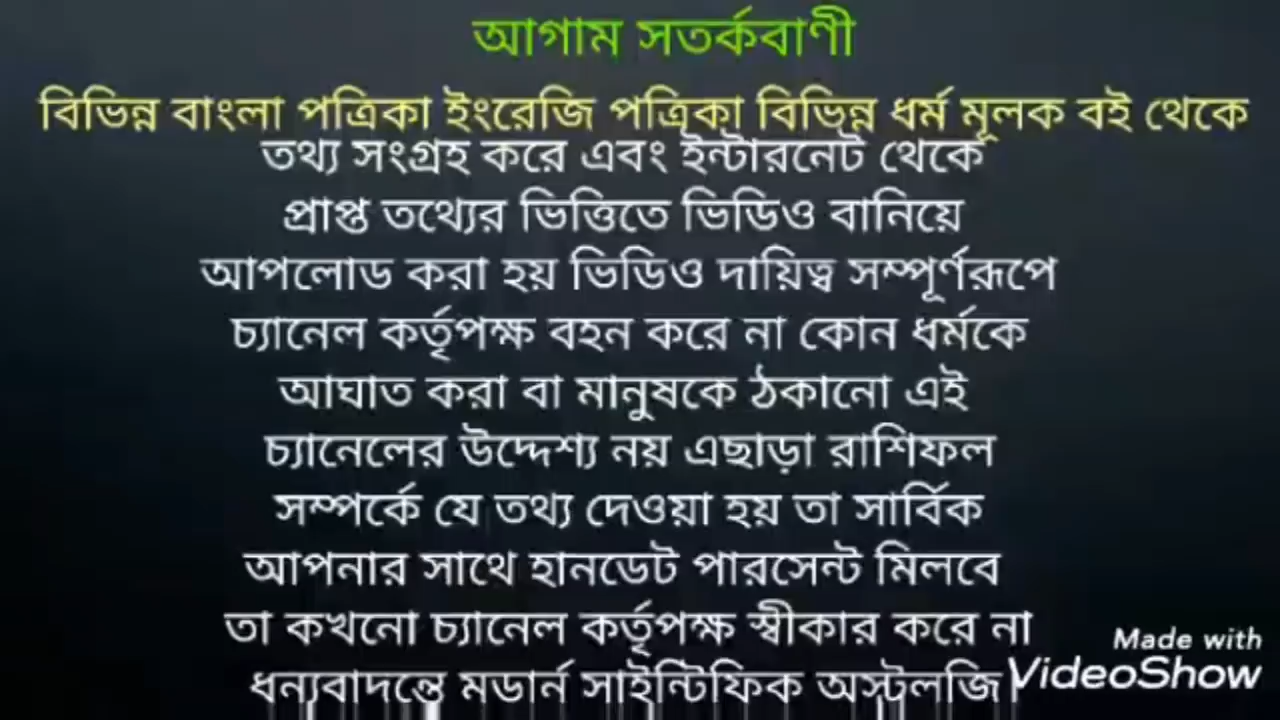 আগাম সতর্কবাণী
বিভিন্ন বাংলা পত্রিকা ইংরেজি পত্রিকা বিভিন্ন ধর্ম মূলক বই থেকে
তথ্য সংগ্রহ করে এবং ইন্টারনেট থেকে
প্রাপ্ত তথ্যের ভিত্তিতে ভিডিও বানিয়ে
আপলোড করা হয় ভিডিও দায়িত্ব সম্পূর্ণরূপে
চ্যানেল কর্তৃপক্ষ বহন করে না কোন ধর্মকে
আঘাত করা বা মানুষকে ঠকানো এই
চ্যানেলের উদ্দেশ্য নয় এছাড়া রাশিফল
সম্পর্কে যে তথ্য দেওয়া হয় তা সার্বিক
আপনার সাথে হানডেট পারসেন্ট মিলবে
তা কখনো চ্যানেল কর্তৃপক্ষ স্বীকার করে না
ধন্যবাদন্তে মডার্ন সাইন্টিফিক অস্ট্রলজি
Made with
VideoShow